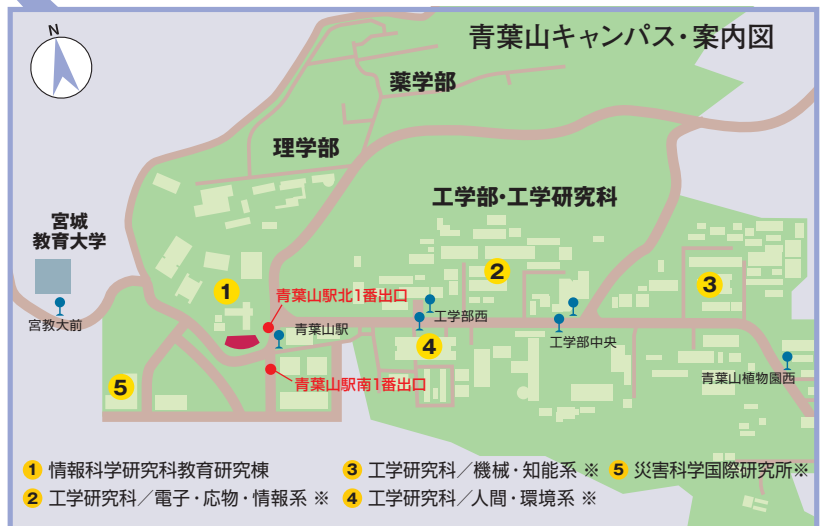 青葉山キャンパス・案内図
N
薬学部
理学部
工学部・工学研究科
宮城
教育大学
2
3
1
青葉山駅北1番出口
宮教大前
青葉山駅
工学部西
工学部中央
4
青葉山植物園西
5
青葉山駅南1番出口
1 情報科学研究科教育研究棟
2 工学研究科／電子・応物・情報系 ※
3 工学研究科／機械・知能系 ※
4 工学研究科／人間・環境系 ※
5 災害科学国際研究所※